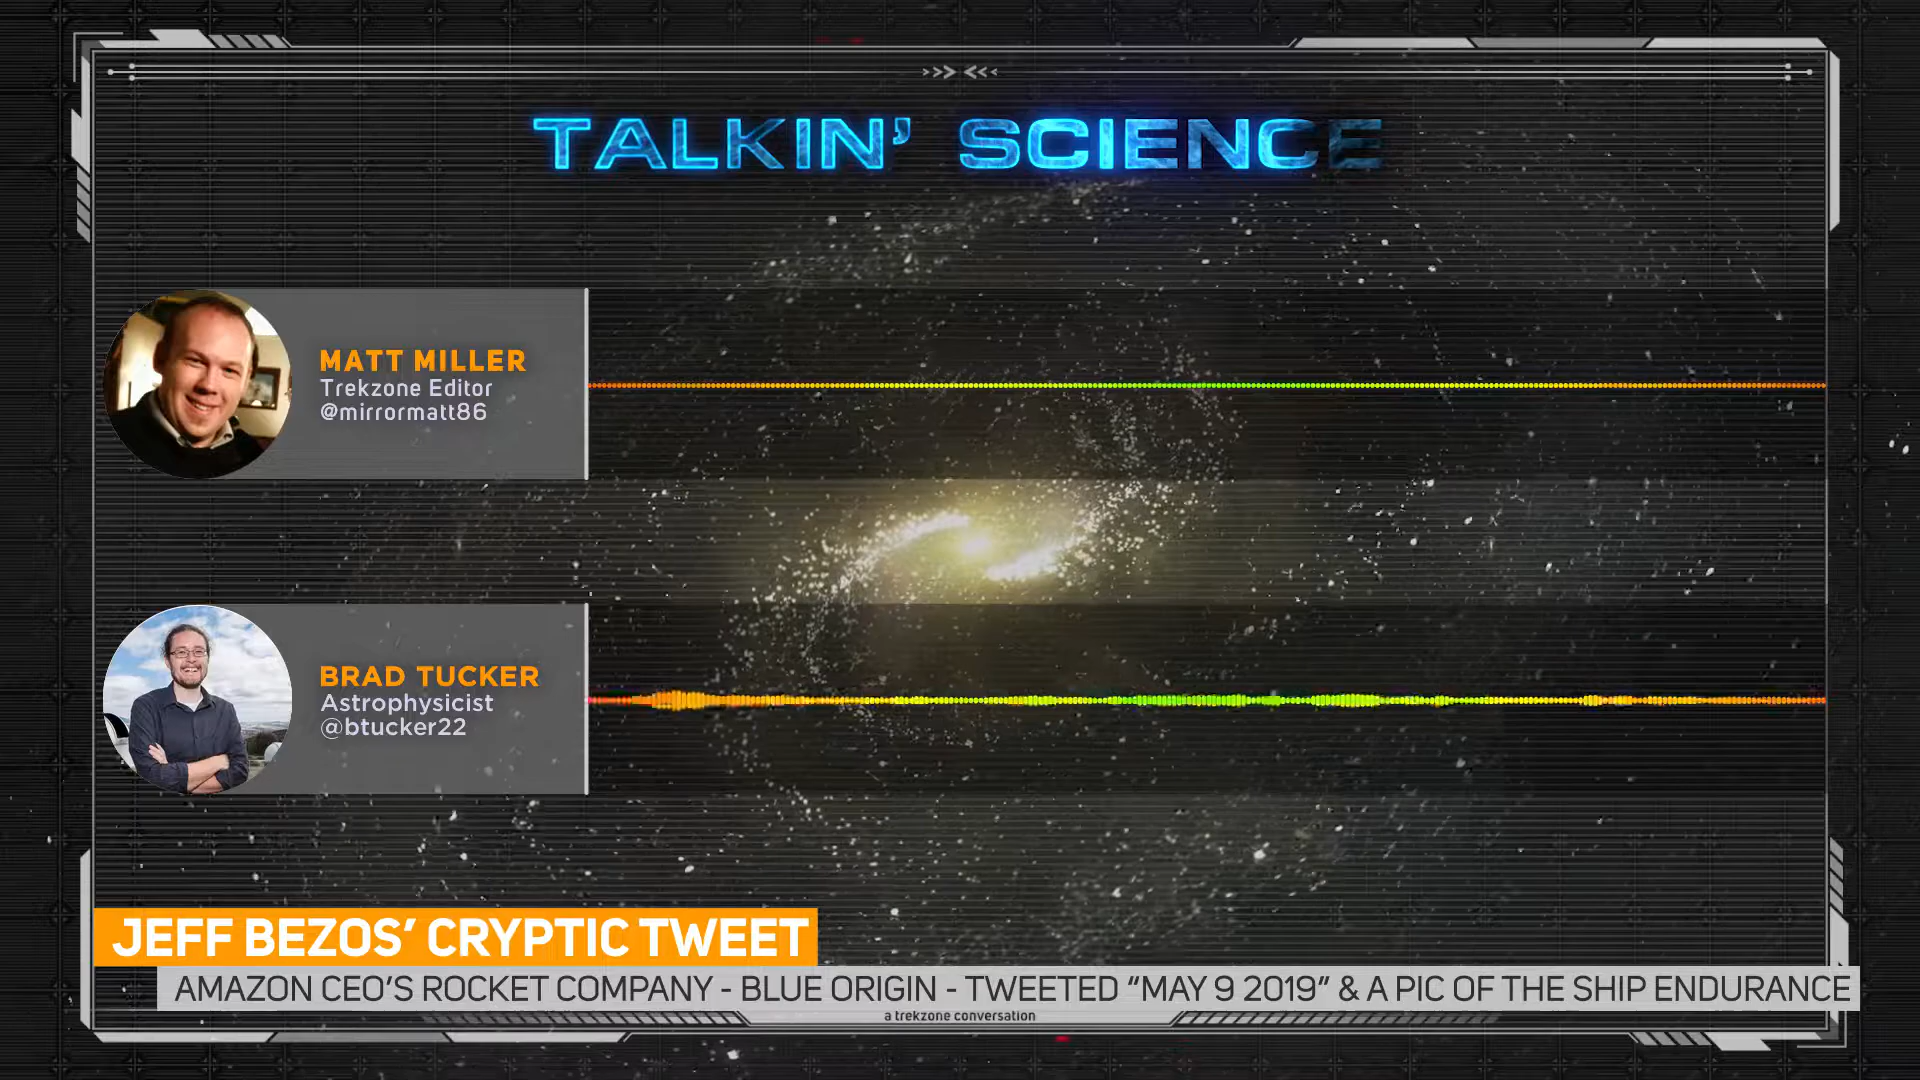 TALKIN' SCIENCE
MATT MILLER
Trekzone Editor
@mirrormatt86
BRAD TUCKER
Astrophysicist
@btucker22
JEFF BEZOS' CRYPTIC TWEET
AMAZON CEO'S ROCKET COMPANY - BLUE ORIGIN - TWEETED “MAY 9 2019” & A PIC OF THE SHIP ENDURANCE
a trekzone conversation